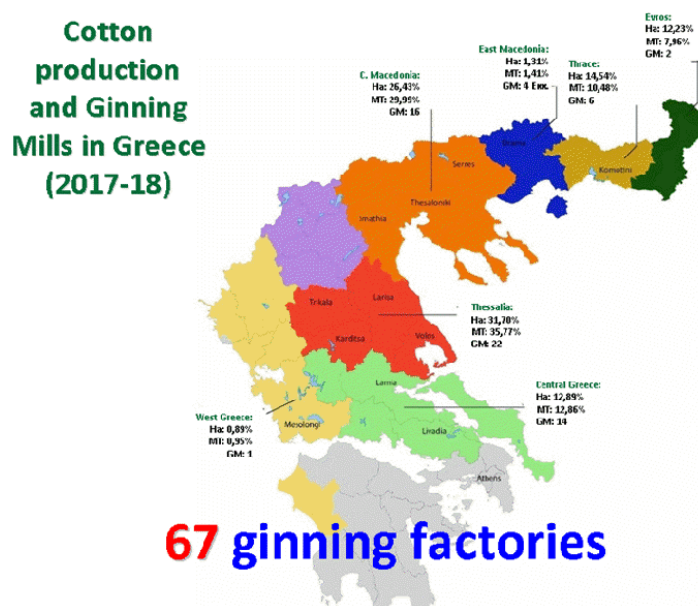 Cotton
production
and Ginning
Mills in Greece
(2017-18)
Evros:
Ha: 12,23%
MT: 7,96%
GM: 2
East Macedonia:
Ha: 1,31%
MT: 1,41%
GM: 4 Εκκ.
Thrace:
Ha: 14,54%
MT: 10,48%
GM: 6
C. Macedonia:
Ha: 26,43%
MT: 29,99%
GM: 16
Drama
Serres
Komotini
Thesaloniki
Imathia
Larisa
Trikala
Karditsa
Volos
Thessalia:
Ha: 31,70%
MT: 35,77%
GM: 22
Lamia
Central Greece:
Ha: 12,89%
MT: 12,86%
GM: 14
West Greece:
Ha: 0,89%
MT: 0,95%
GM: 1
Mesolongi
Livadia
Athens
67 ginning factories